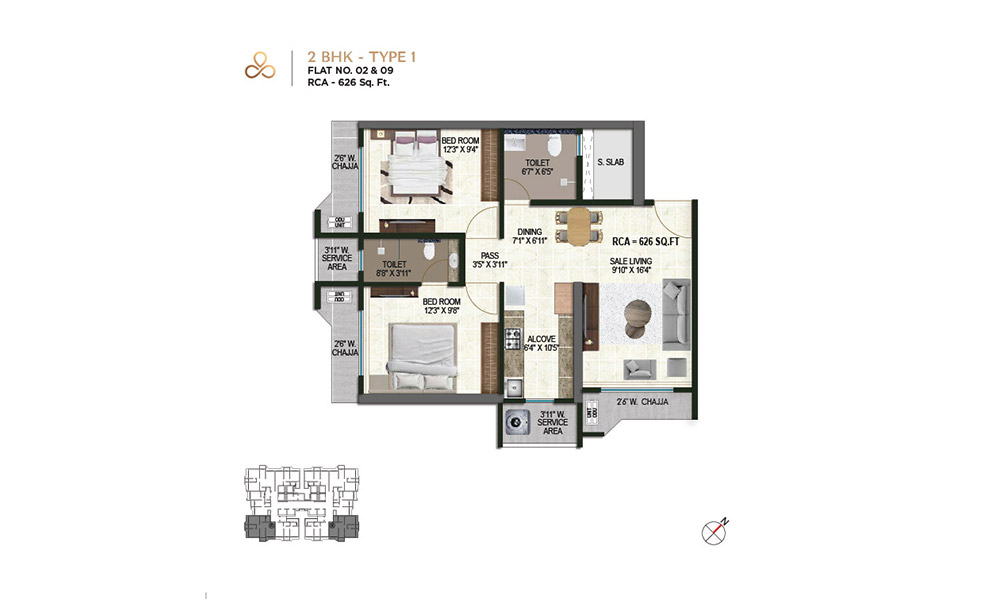 2 BHK - TYPE 1
FLAT NO. 02 & 09
RCA - 626 Sq. Ft.
2'6" W.
CHAJJA
BED ROOM
12'3" X 9'4"
TOILET
6'7" X 6'5"
S. SLAB
ODU
UNIT
3'11" W.
SERVICE
AREA
TOILET
8'8" X 3'11"
PASS
3'5" X 3'11"
DINING
7'1" X 6'11"
RCA = 626 SQ.FT
SALE LIVING
9'10" X 16'4"
UNIT
ODU
BED ROOM
12'3" X 9'8"
2'6" W.
CHAJJA
ALCOVE
6'4" X 10'5"
2'6" W. CHAJJA
UNIT
ODU
3'11" W.
SERVICE
AREA
N